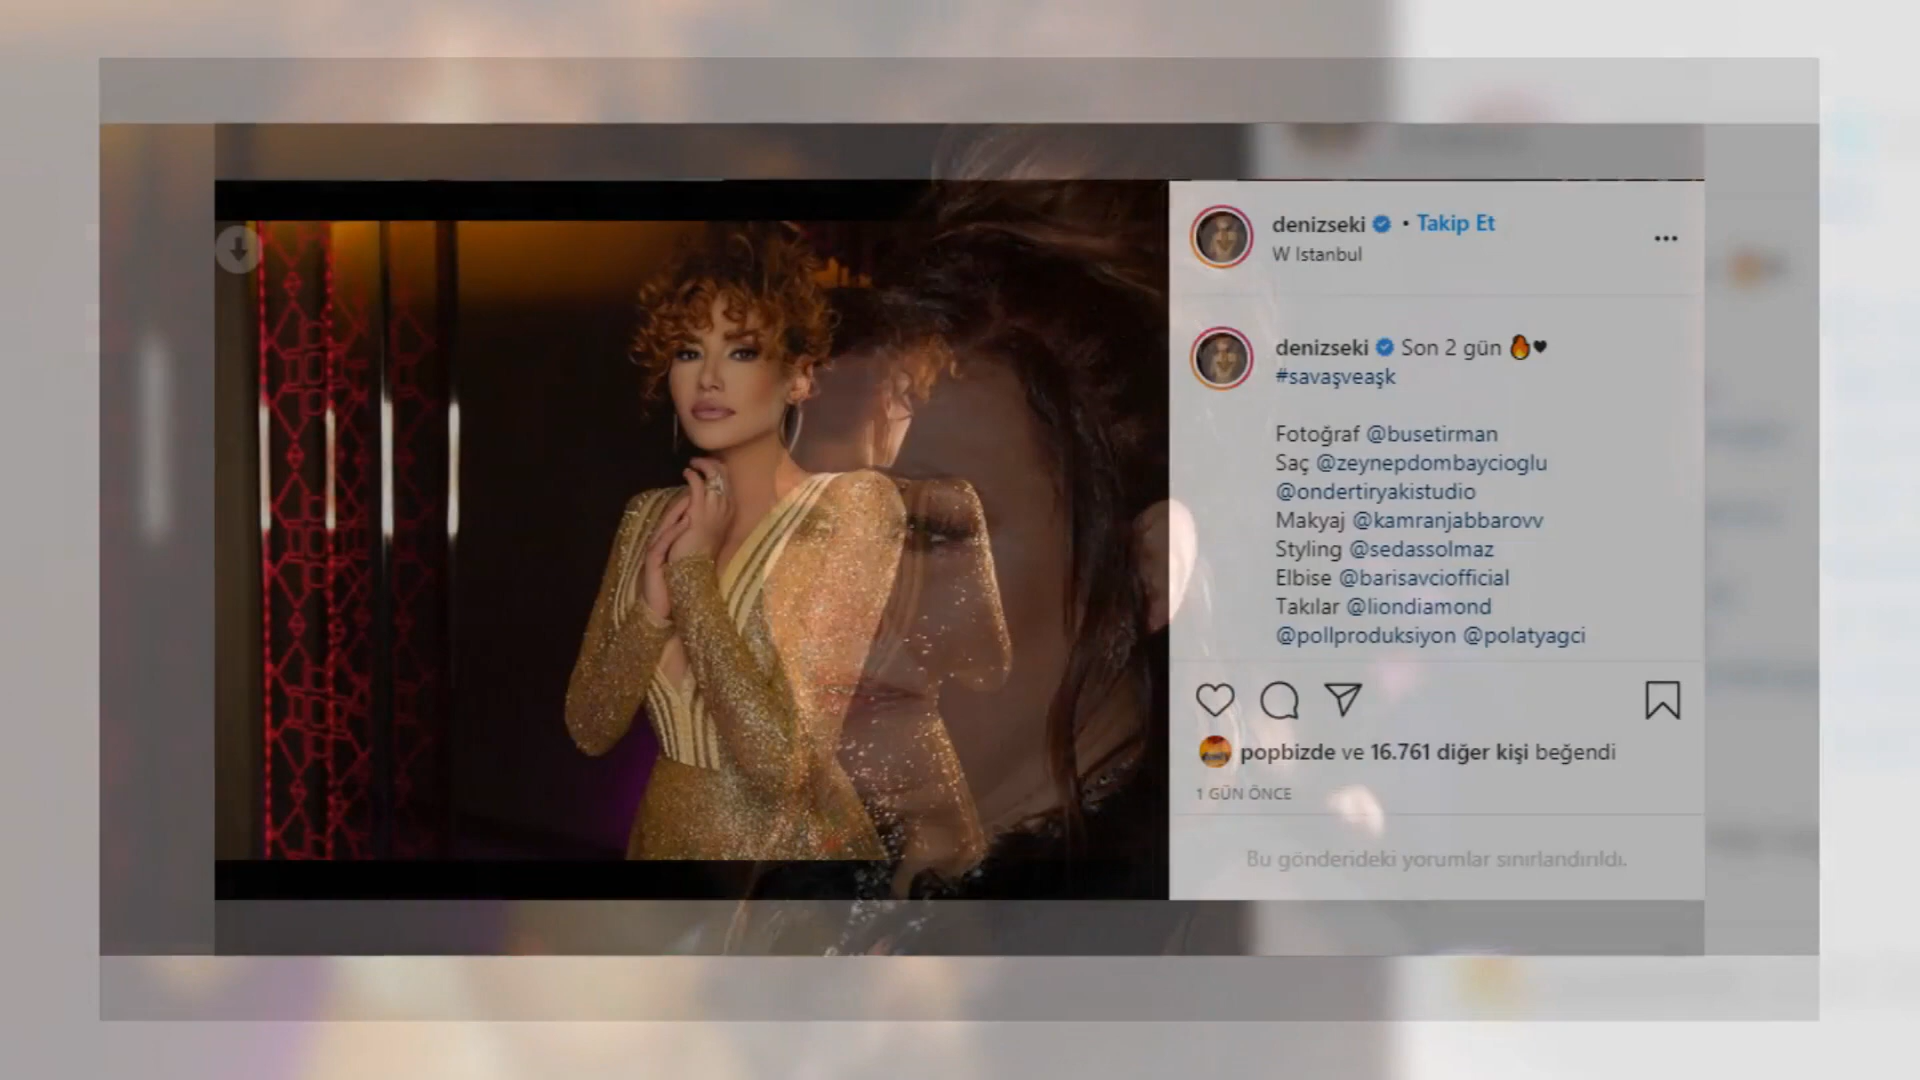 denizseki • Takip Et
W Istanbul
denizseki Son 2 gün 🔥🖤
#savaşveaşk
Fotoğraf @busetirman
Saç @zeynepdombaycioglu
@ondertiryakistudio
Makyaj @kamranjabbarovv
Styling @sedassolmaz
Elbise @barisavciofficial
Takılar @liondiamond
@pollproduksiyon @polatyagci
popbizde ve 16.761 diğer kişi beğendi
1 GÜN ÖNCE
Bu gönderideki yorumlar sınırlandırıldı.